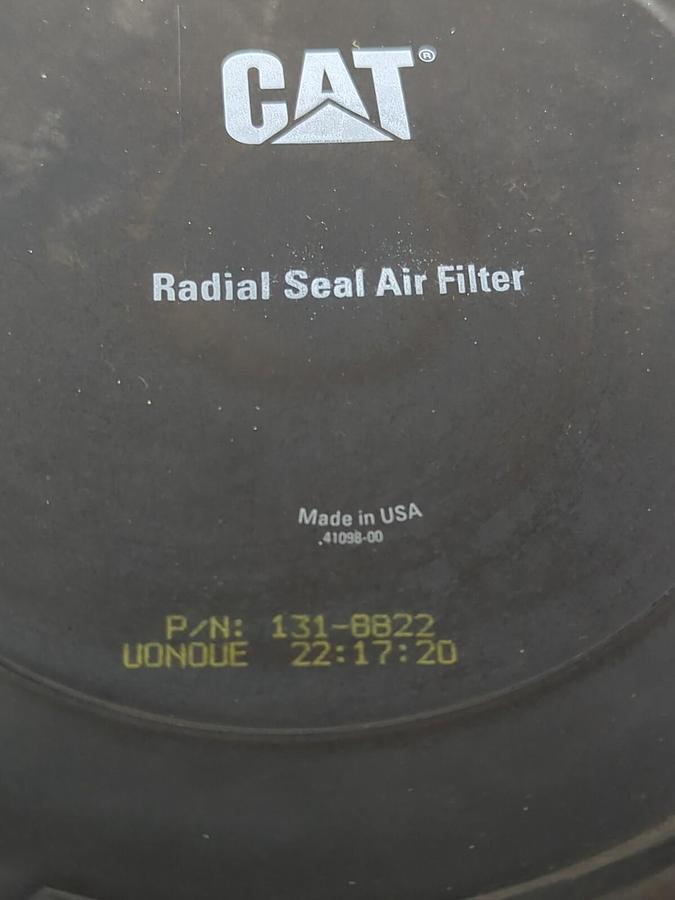 CAT®
Radial Seal Air Filter
Made in USA
.41098-00
P/N: 131-8822
UONOUE 22:17:20